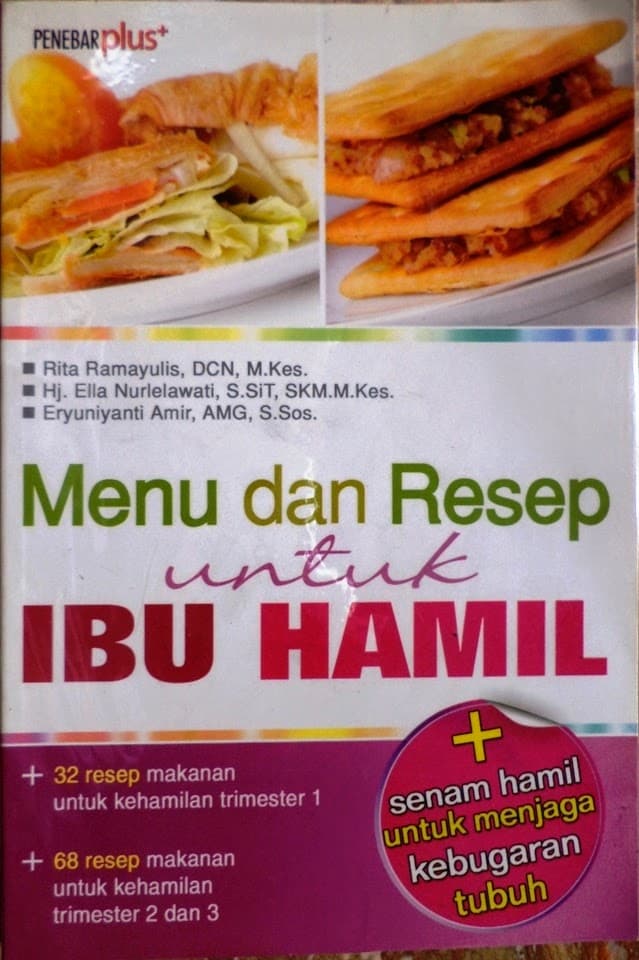 PENEBAR plus+
Rita Ramayulis, DCN, M.Kes.
Hj. Ella Nurlelawati, S.SiT, SKM.M.Kes.
Eryuniyanti Amir, AMG, S.Sos.
Menu dan Resep
untuk
IBU HAMIL
+ 32 resep makanan
untuk kehamilan trimester 1
+ 68 resep makanan
untuk kehamilan
trimester 2 dan 3
+
senam hamil
untuk menjaga
kebugaran
tubuh